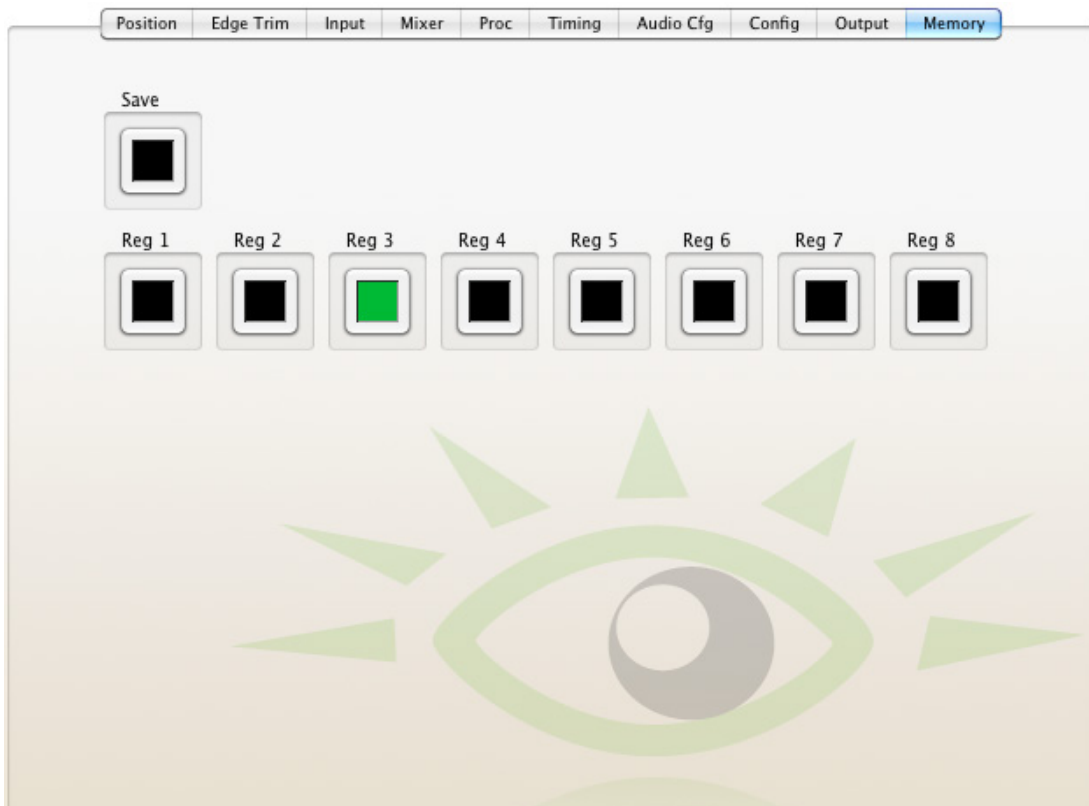 Position Edge Trim Input Mixer Proc Timing Audio Cfg Config Output Memory
Save
Reg 1 Reg 2 Reg 3 Reg 4 Reg 5 Reg 6 Reg 7 Reg 8